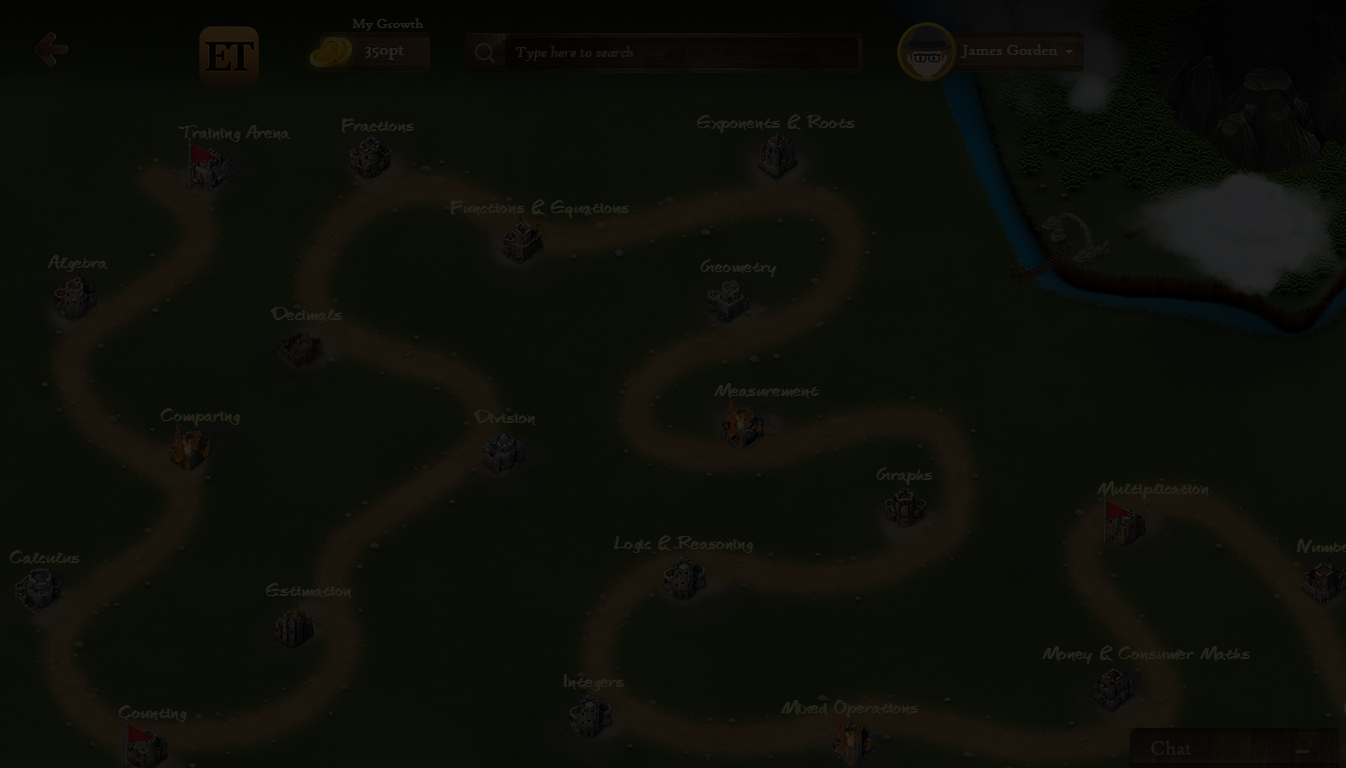 My Growth
ET
350pt
Type here to search
James Gorden
Training Arena
Fractions
Exponents & Roots
Functions & Equations
Algebra
Geometry
Decimals
Measurement
Comparing
Division
Graphs
Multiplication
Logic & Reasoning
Numbe
Calculus
Estimation
Money & Consumer Maths
Integers
Mixed Operations
Counting
Chat